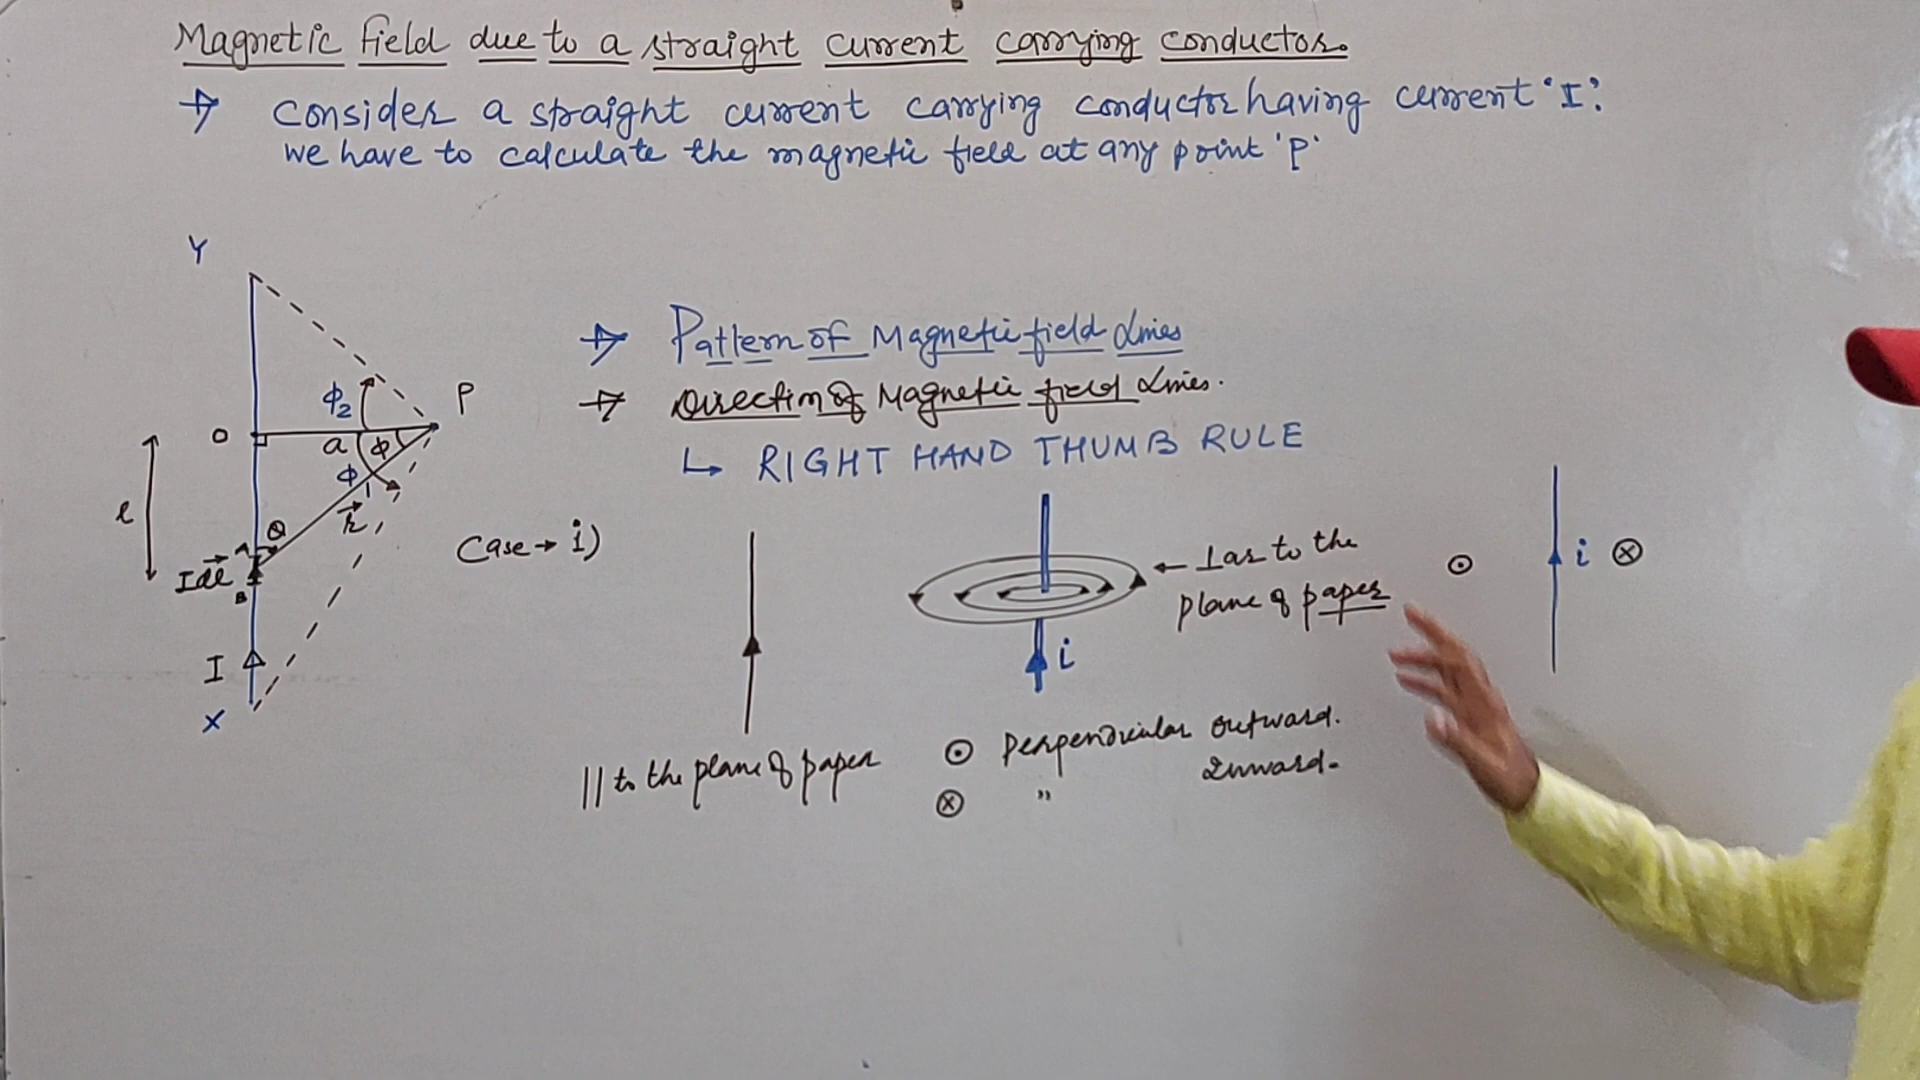 Magnetic field due to a straight current carrying conductor.
→ Consider a straight current carrying conductor having current 'I'.
we have to calculate the magnetic field at any point 'P'
Y
→ Pattern of Magnetic field Lines
→ Direction of Magnetic field Lines.
↳ RIGHT HAND THUMB RULE
ϕ2
P
O
a
ϕ
ϕ1
l
r
θ
A
Idl
B
I
X
Case → i)
|| to the plane of paper
i
← ⊥ar to the
plane of paper
⊙ Perpendicular outward.
⊗ " Inward.
⊙ i ⊗